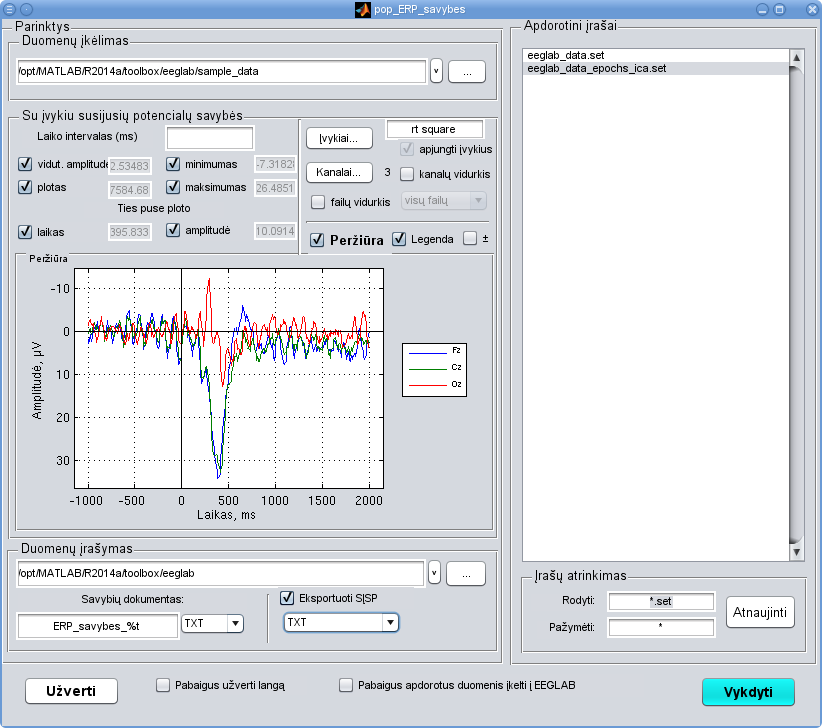 pop_ERP_savybes
Parinktys
Duomenų įkėlimas
/opt/MATLAB/R2014a/toolbox/eeglab/sample_data
v
...
Su įvykiu susijusių potencialų savybės
Laiko intervalas (ms)
vidut. amplitudė
2.53483
minimumas
-7.3182
plotas
7584.68
maksimumas
26.4851
Ties puse ploto
laikas
395.833
amplitudė
10.0914
Įvykiai...
rt square
apjungti įvykius
Kanalai...
3
kanalų vidurkis
failų vidurkis
visų failų
Peržiūra
Legenda
±
Peržiūra
-10
0
10
20
30
Amplitudė, µV
-1000
-500
0
500
1000
1500
2000
Laikas, ms
Fz
Cz
Oz
Duomenų įrašymas
/opt/MATLAB/R2014a/toolbox/eeglab
v
...
Savybių dokumentas:
ERP_savybes_%t
TXT
Eksportuoti SĮSP
TXT
Apdorotini įrašai
eeglab_data.set
eeglab_data_epochs_ica.set
Įrašų atrinkimas
Rodyti:
*.set
Pažymėti:
*
Atnaujinti
Užverti
Pabaigus užverti langą
Pabaigus apdorotus duomenis įkelti į EEGLAB
Vykdyti